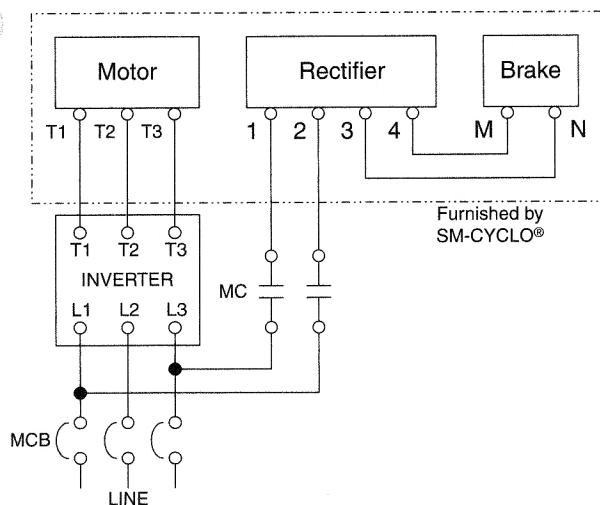 Motor Rectifier Brake
T1 T2 T3 1 2 3 4 M N
Furnished by
SM-CYCLO®
T1 T2 T3
INVERTER
MC
L1 L2 L3
MCB
LINE